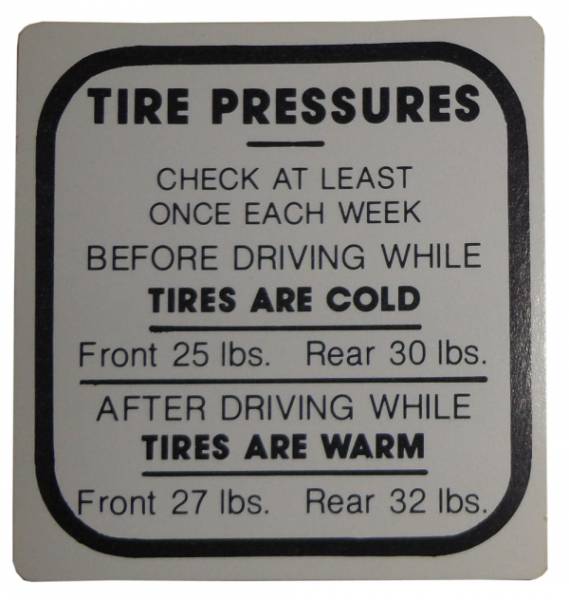 TIRE PRESSURES
CHECK AT LEAST
ONCE EACH WEEK
BEFORE DRIVING WHILE
TIRES ARE COLD
Front 25 lbs. Rear 30 lbs.
AFTER DRIVING WHILE
TIRES ARE WARM
Front 27 lbs. Rear 32 lbs.